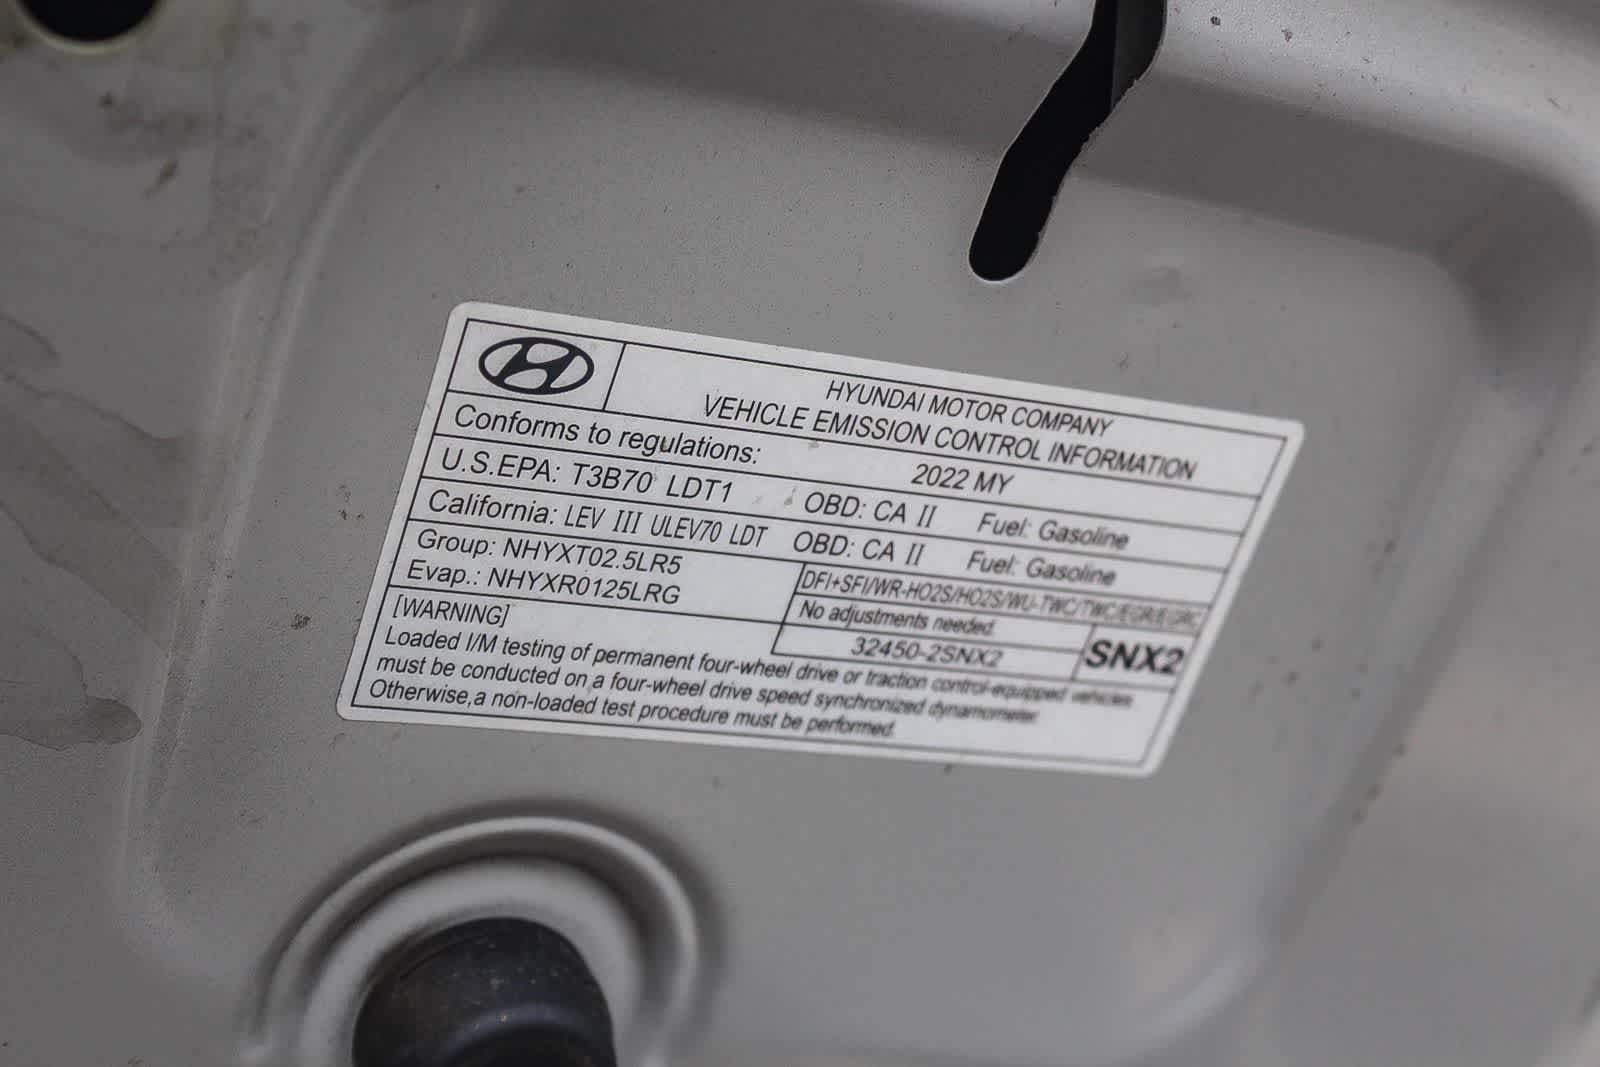 HYUNDAI MOTOR COMPANY
VEHICLE EMISSION CONTROL INFORMATION
Conforms to regulations: 2022 MY
U.S.EPA: T3B70 LDT1 OBD: CA II Fuel: Gasoline
California: LEV III ULEV70 LDT OBD: CA II Fuel: Gasoline
Group: NHYXT02.5LR5
Evap.: NHYXR0125LRG
DFI+SFI/WR-HO2S/HO2S/WU-TWC/TWC/EGR/EGRC
No adjustments needed.
32450-2SNX2
SNX2
[WARNING]
Loaded I/M testing of permanent four-wheel drive or traction control-equipped vehicles
must be conducted on a four-wheel drive speed synchronized dynamometer.
Otherwise,a non-loaded test procedure must be performed.